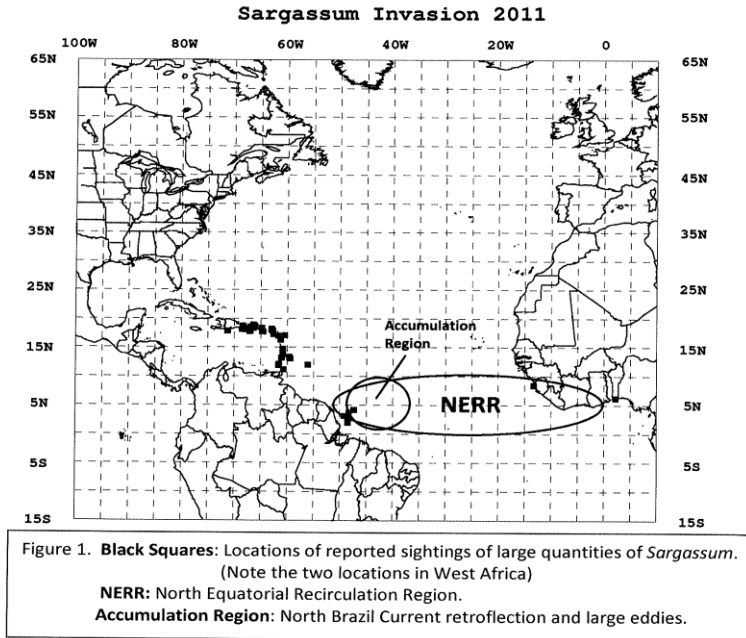 Sargassum Invasion 2011
100W 80W 60W 40W 20W 0
65N 65N
55N 55N
45N 45N
35N 35N
25N 25N
Accumulation
Region
15N 15N
NERR
5N 5N
5S 5S
15S 15S
Figure 1. Black Squares: Locations of reported sightings of large quantities of Sargassum.
(Note the two locations in West Africa)
NERR: North Equatorial Recirculation Region.
Accumulation Region: North Brazil Current retroflection and large eddies.